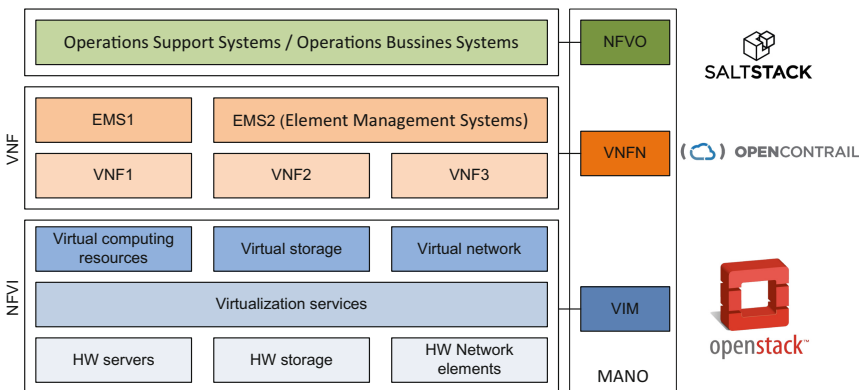 Operations Support Systems / Operations Bussines Systems
NFVO
SALTSTACK
VNF
EMS1
EMS2 (Element Management Systems)
VNF1
VNF2
VNF3
VNFN
OPENCONTRAIL
NFVI
Virtual computing
resources
Virtual storage
Virtual network
Virtualization services
VIM
HW servers
HW storage
HW Network
elements
MANO
openstack™